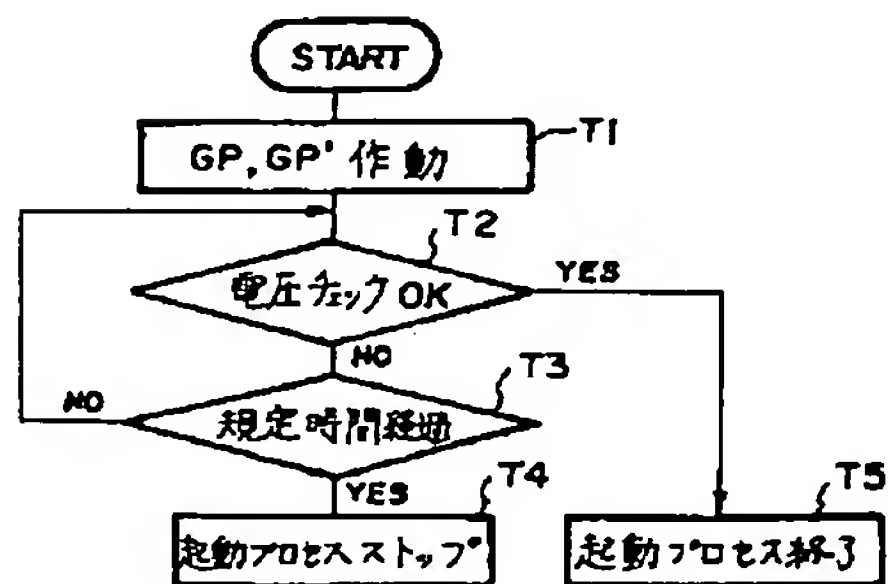 START
GP, GP' 作動
T1
T2
電圧チェックOK
YES
NO
T3
NO
規定時間経過
YES
T4
T5
起動プロセスストップ
起動プロセス終了